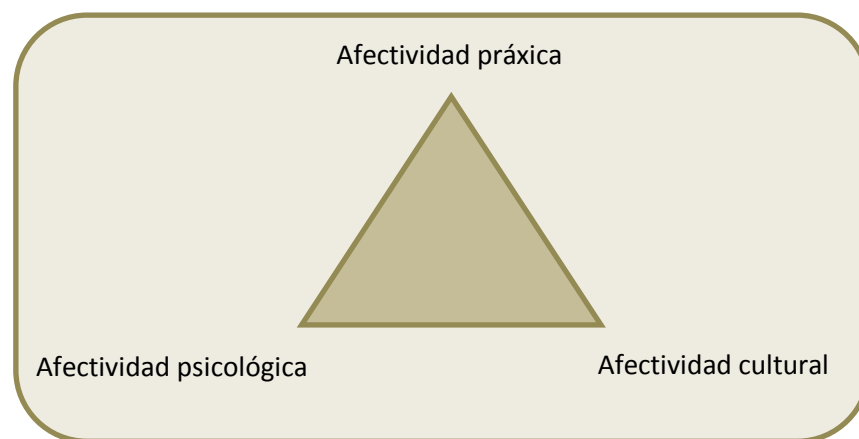 Afectividad práxica
Afectividad psicológica
Afectividad cultural